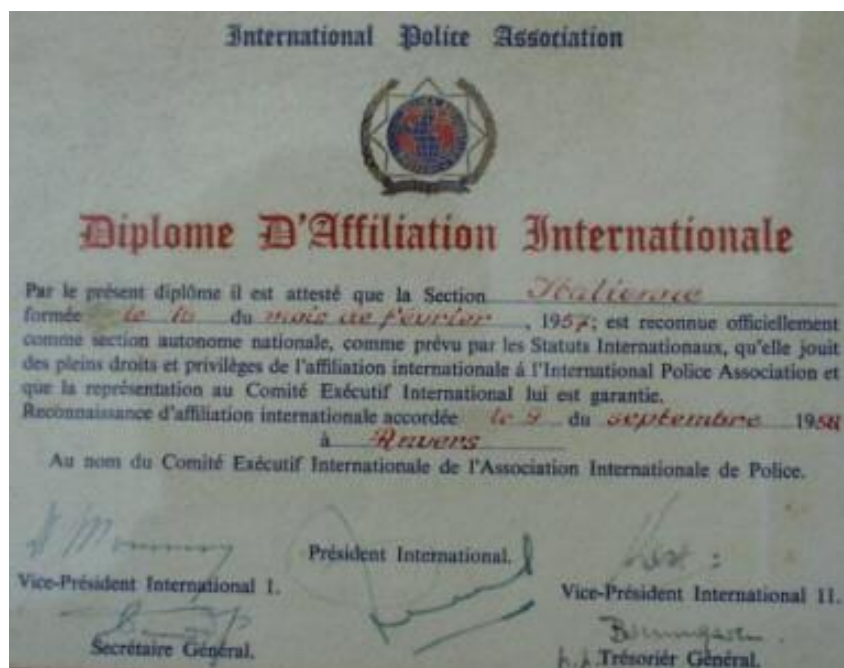 International Police Association
Diplome D'Affiliation Internationale
Par le présent diplôme il est attesté que la Section Italienne
formée le du mois de février , 1957; est reconnue officiellement
comme section autonome nationale, comme prévu par les Statuts Internationaux, qu'elle jouit
des pleins droits et privilèges de l'affiliation internationale á l'International Police Association et
que la représentation au Comité Exécutif International lui est garantie.
Reconnaissance d'affiliation internationale accordée le 9 du septembre 1958
à Anvers
Au nom du Comité Exécutif Internationale de l'Association Internationale de Police.
Président International.
Vice-Président International 1.
Vice-Président International 11.
Secrétaire Général.
Trésoriér Général.